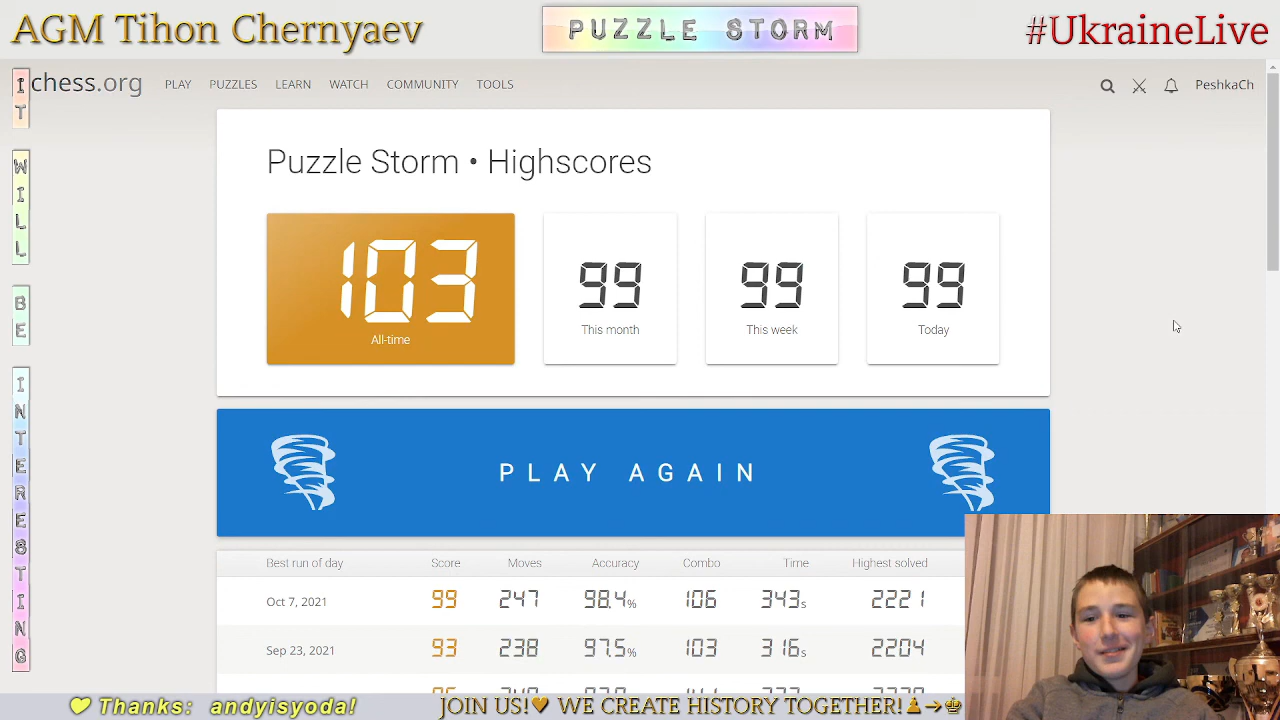 AGM Tihon Chernyaev
PUZZLE STORM
#UkraineLive
IT WILL BE INTERESTING
chess.org
PLAY PUZZLES LEARN WATCH COMMUNITY TOOLS
PeshkaCh
Puzzle Storm • Highscores
103
All-time
99
This month
99
This week
99
Today
PLAY AGAIN
Best run of day Score Moves Accuracy Combo Time Highest solved
Oct 7, 2021 99 247 98.4% 106 343s 2221
Sep 23, 2021 93 238 97.5% 103 316s 2204
Thanks: andyisyoda!
JOIN US! WE CREATE HISTORY TOGETHER!